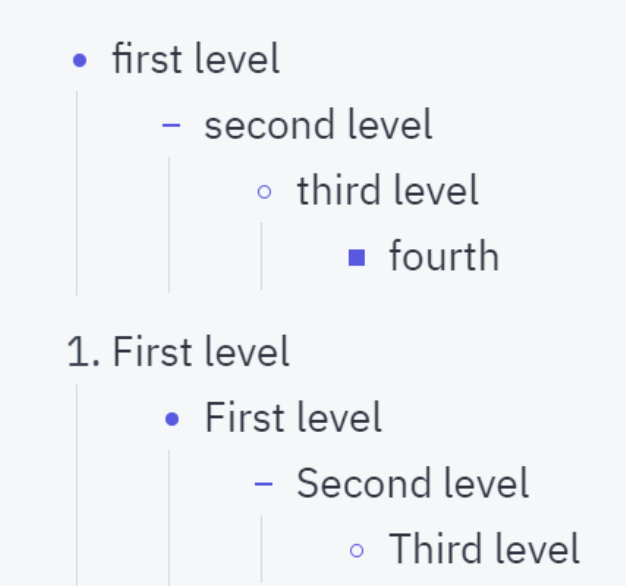 • first level
– second level
○ third level
■ fourth
1. First level
• First level
– Second level
○ Third level